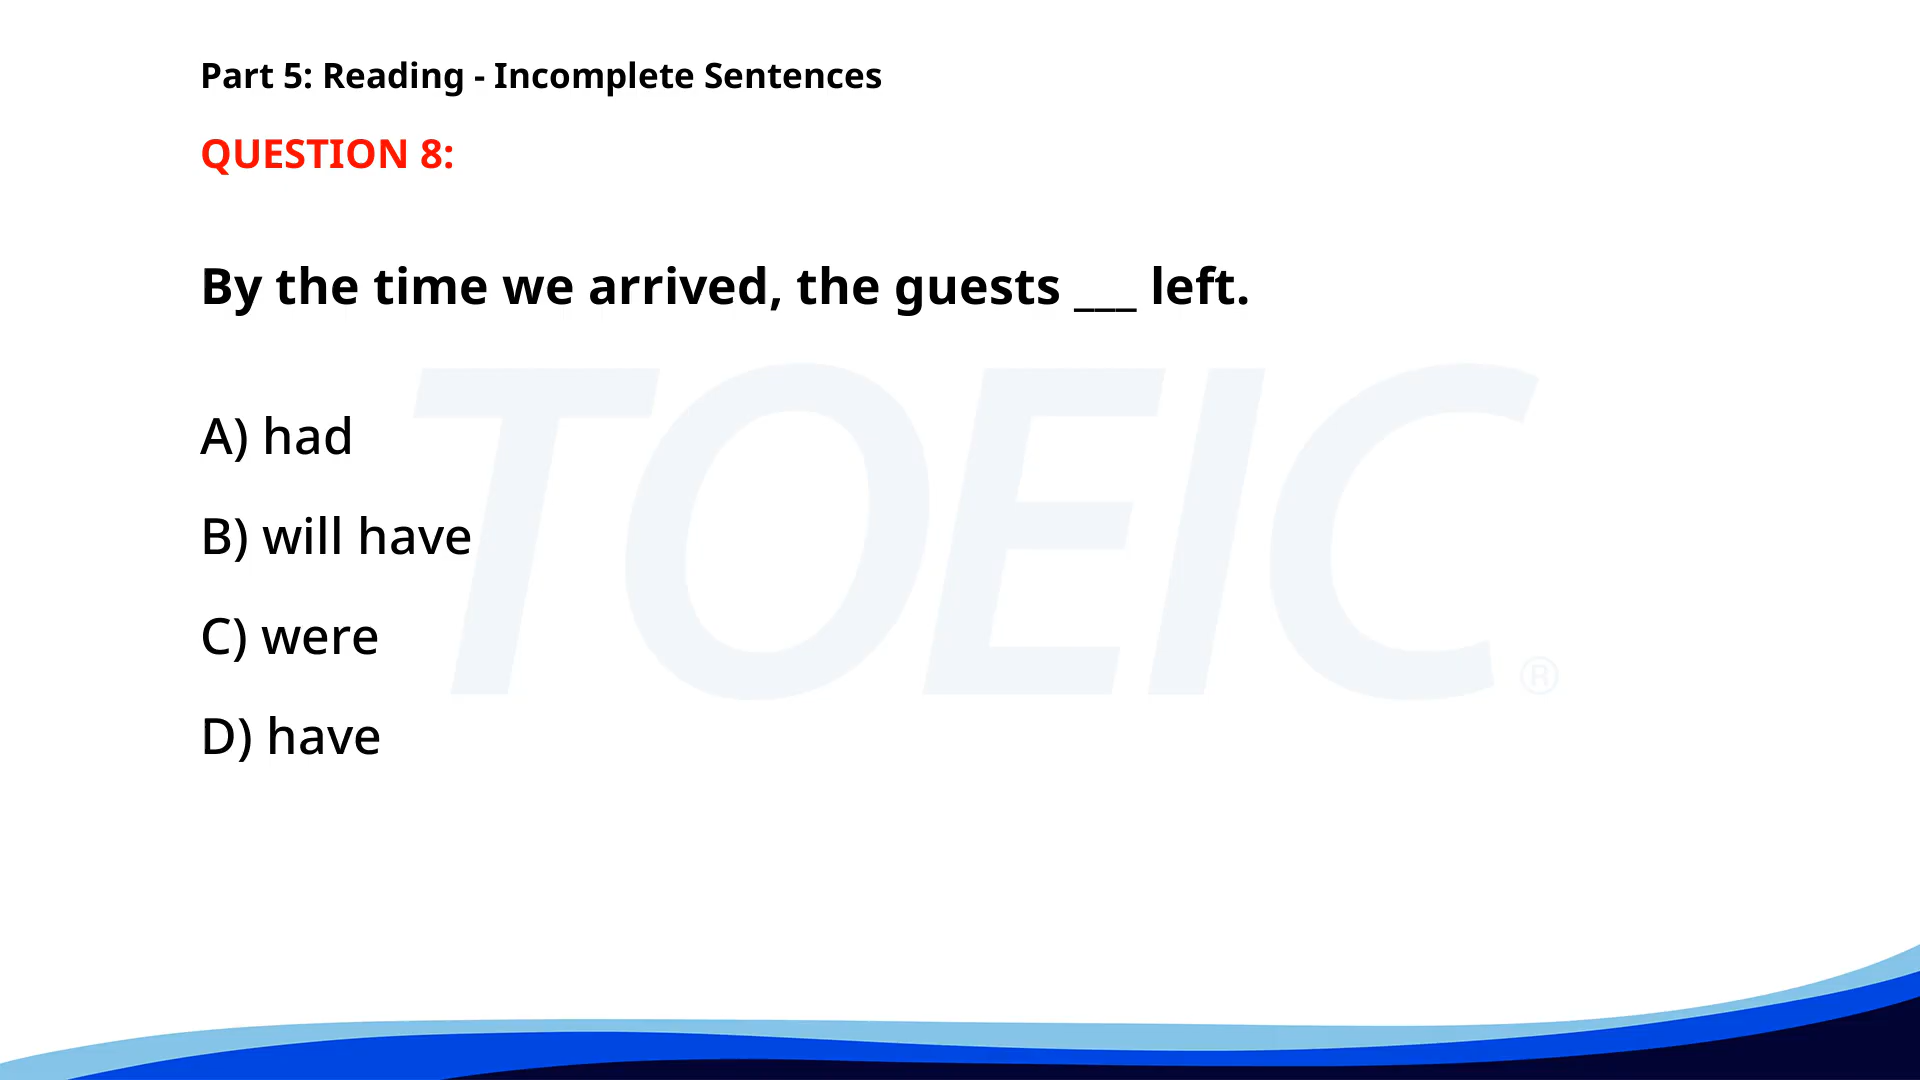 Part 5: Reading - Incomplete Sentences
QUESTION 8:
By the time we arrived, the guests ___ left.
A) had
B) will have
C) were
D) have
TOEIC®